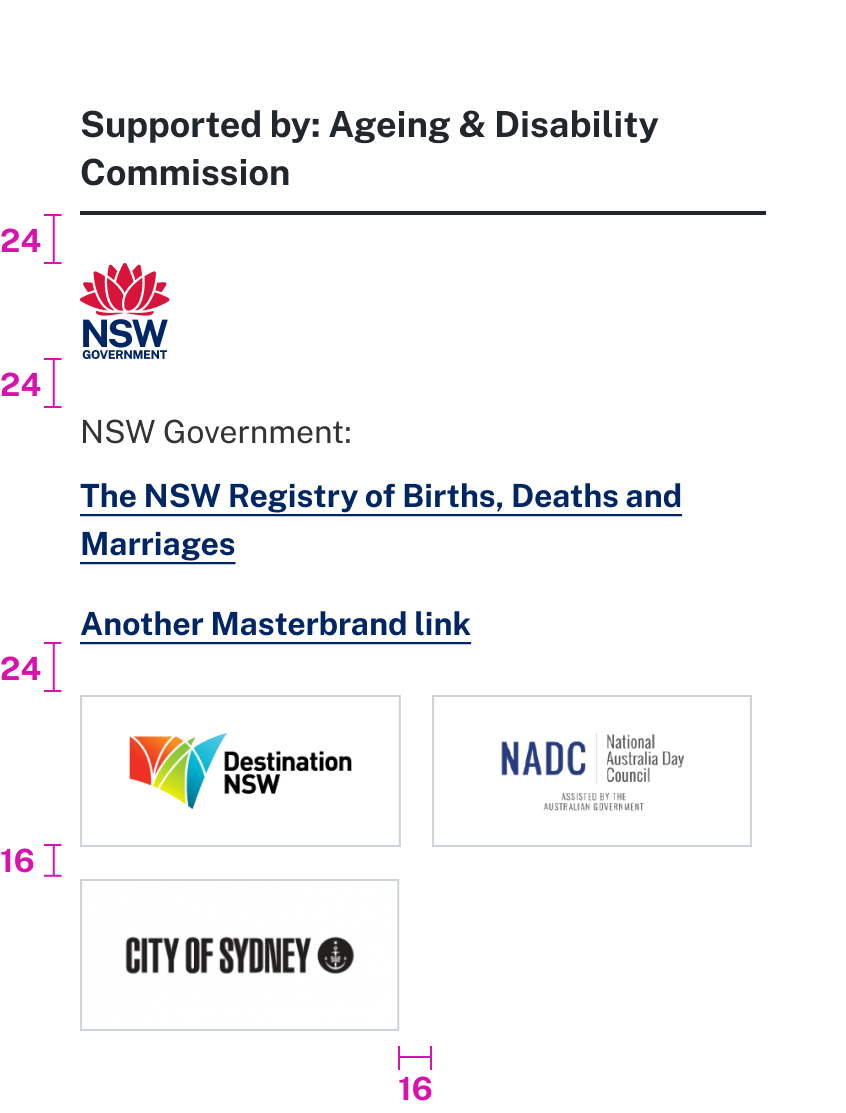 Supported by: Ageing & Disability
Commission
24
NSW
GOVERNMENT
24
NSW Government:
The NSW Registry of Births, Deaths and
Marriages
Another Masterbrand link
24
Destination
NSW
NADC
National
Australia Day
Council
ASSISTED BY THE
AUSTRALIAN GOVERNMENT
16
CITY OF SYDNEY
16